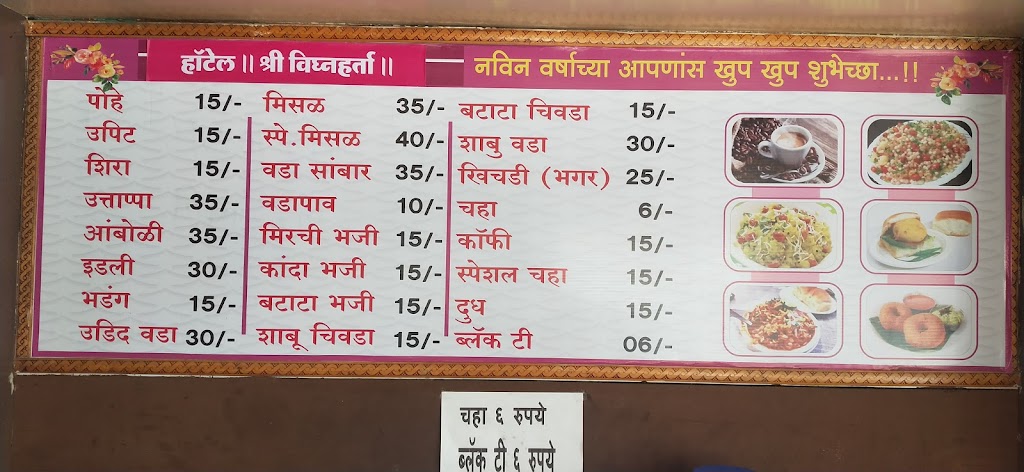 हॉटेल ॥ श्री विघ्नहर्ता ॥
नविन वर्षाच्या आपणांस खुप खुप शुभेच्छा...!!
पोहे 15/-
उपिट 15/-
शिरा 15/-
उत्ताप्पा 35/-
आंबोळी 35/-
इडली 30/-
भडंग 15/-
उडिद वडा 30/-
मिसळ 35/-
स्पे.मिसळ 40/-
वडा सांबार 35/-
वडापाव 10/-
मिरची भजी 15/-
कांदा भजी 15/-
बटाटा भजी 15/-
शाबू चिवडा 15/-
बटाटा चिवडा 15/-
शाबु वडा 30/-
खिचडी (भगर) 25/-
चहा 6/-
कॉफी 15/-
स्पेशल चहा 15/-
दुध 15/-
ब्लॅक टी 06/-
चहा ६ रुपये
ब्लॅक टी ६ रुपये